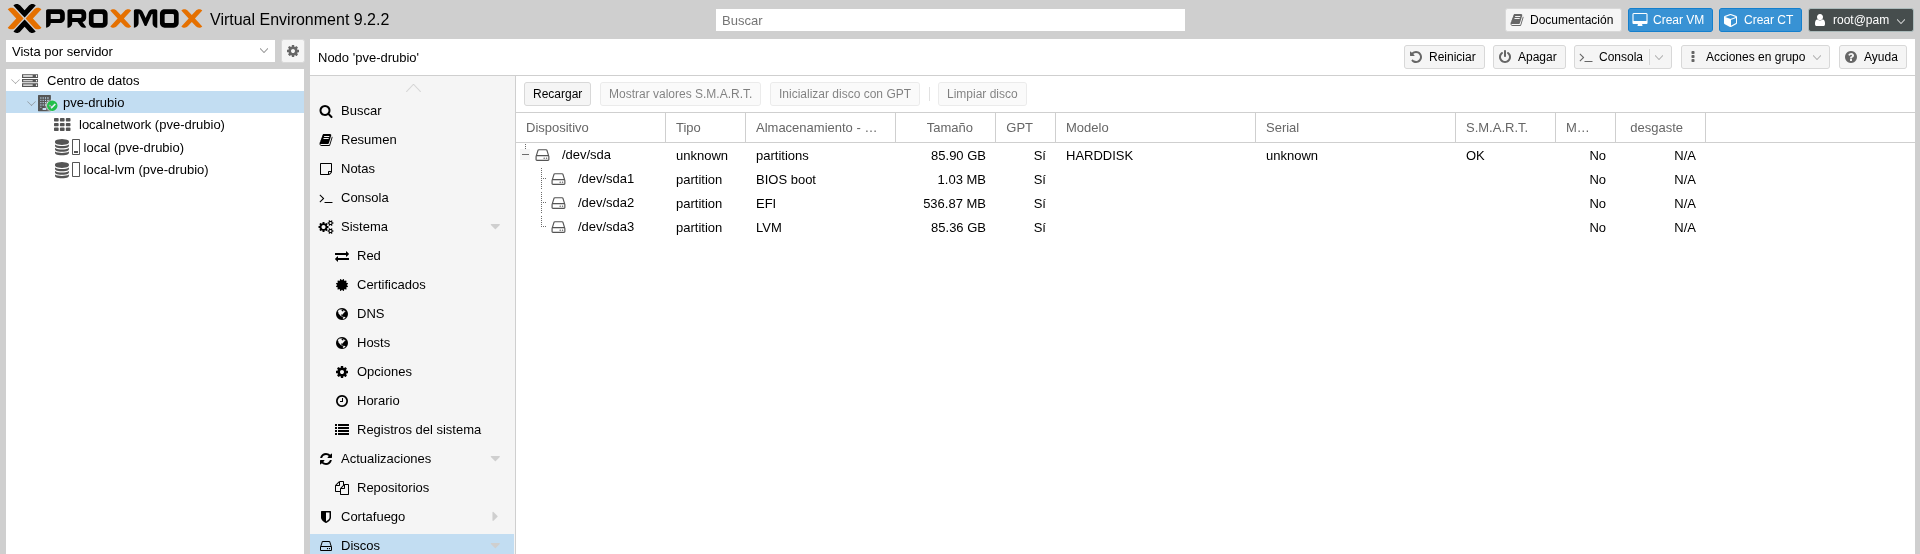 PROXMOX Virtual Environment 9.2.2 Buscar Documentación Crear VM Crear CT root@pam
Vista por servidor
Centro de datos
pve-drubio
localnetwork (pve-drubio)
local (pve-drubio)
local-lvm (pve-drubio)
Nodo 'pve-drubio' Reiniciar Apagar Consola Acciones en grupo Ayuda
Buscar
Resumen
Notas
Consola
Sistema
Red
Certificados
DNS
Hosts
Opciones
Horario
Registros del sistema
Actualizaciones
Repositorios
Cortafuego
Discos
Recargar Mostrar valores S.M.A.R.T. Inicializar disco con GPT Limpiar disco
Dispositivo Tipo Almacenamiento - … Tamaño GPT Modelo Serial S.M.A.R.T. M… desgaste
/dev/sda unknown partitions 85.90 GB Sí HARDDISK unknown OK No N/A
/dev/sda1 partition BIOS boot 1.03 MB Sí No N/A
/dev/sda2 partition EFI 536.87 MB Sí No N/A
/dev/sda3 partition LVM 85.36 GB Sí No N/A